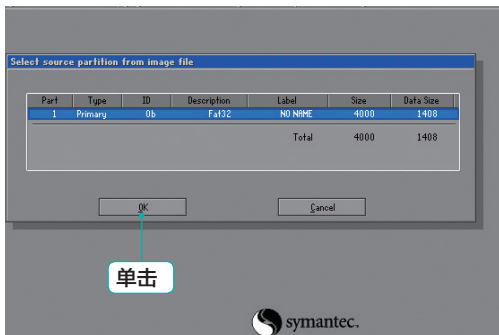 Select source partition from image file
Part Type ID Description Label Size Data Size
1 Primary 0b Fat32 NO NAME 4000 1408
Total 4000 1408
OK Cancel
单击
symantec.